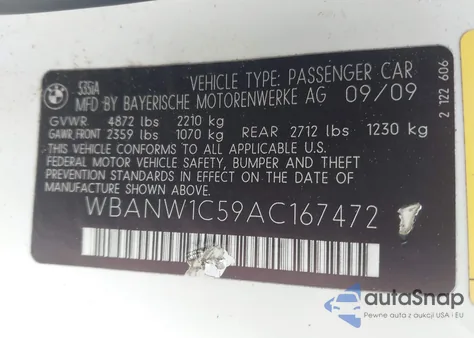 BMW
535iA VEHICLE TYPE: PASSENGER CAR
MFD BY BAYERISCHE MOTORENWERKE AG 09/09
GVWR: 4872 lbs 2210 kg
GAWR FRONT 2359 lbs 1070 kg REAR 2712 lbs 1230 kg
THIS VEHICLE CONFORMS TO ALL APPLICABLE U.S.
FEDERAL MOTOR VEHICLE SAFETY, BUMPER AND THEFT
PREVENTION STANDARDS IN EFFECT ON THE DATE OF
MANUFACTURE SHOWN ABOVE.
WBANW1C59AC167472
2 122 606
autoSnap
Pewne auta z aukcji USA i EU